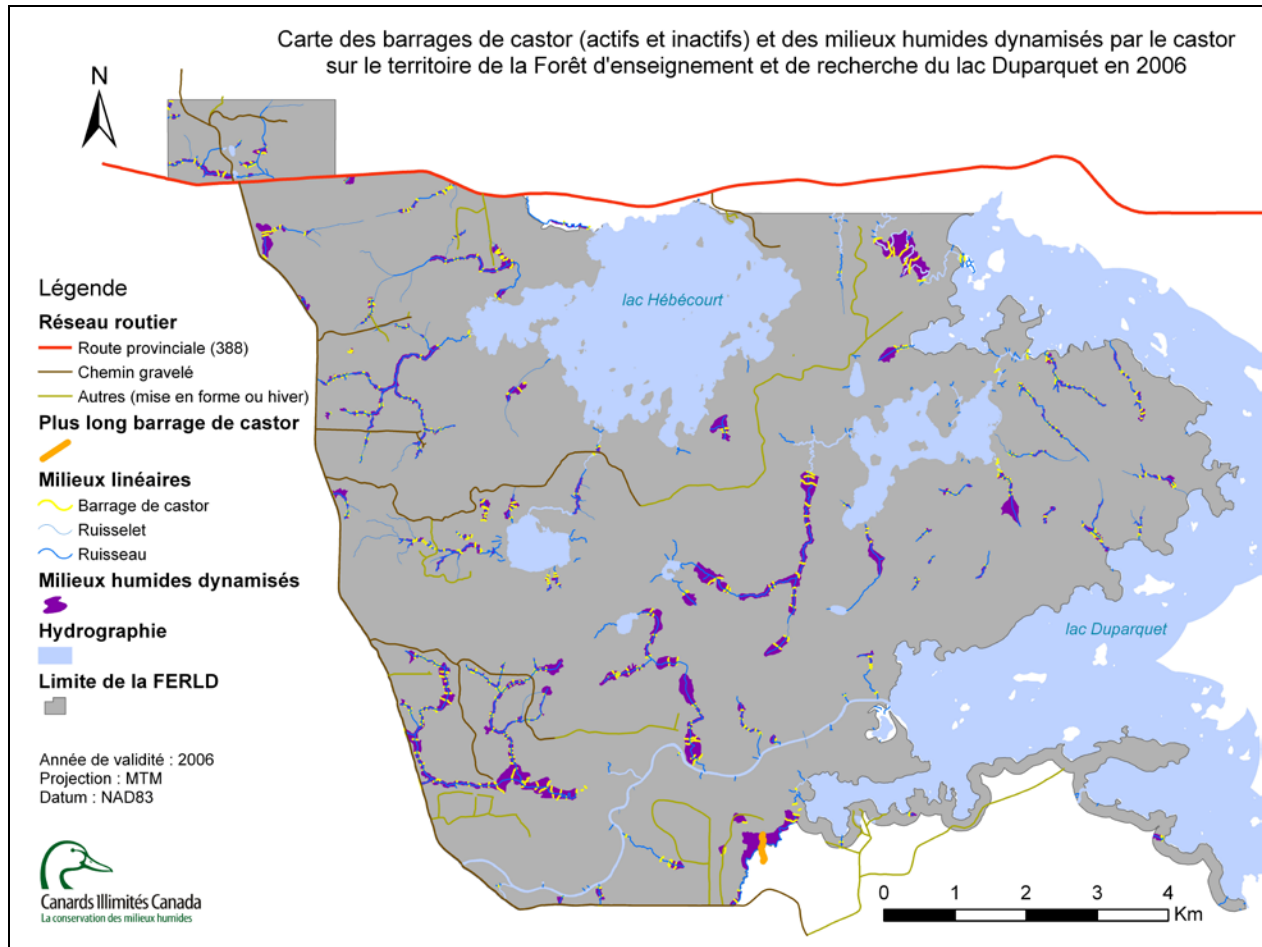 Carte des barrages de castor (actifs et inactifs) et des milieux humides dynamisés par le castor
sur le territoire de la Forêt d'enseignement et de recherche du lac Duparquet en 2006
N
lac Hébécourt
lac Duparquet
Légende
Réseau routier
Route provinciale (388)
Chemin gravelé
Autres (mise en forme ou hiver)
Plus long barrage de castor
Milieux linéaires
Barrage de castor
Ruisselet
Ruisseau
Milieux humides dynamisés
Hydrographie
Limite de la FERLD
Année de validité : 2006
Projection : MTM
Datum : NAD83
Canards Illimités Canada
La conservation des milieux humides
0 1 2 3 4
Km